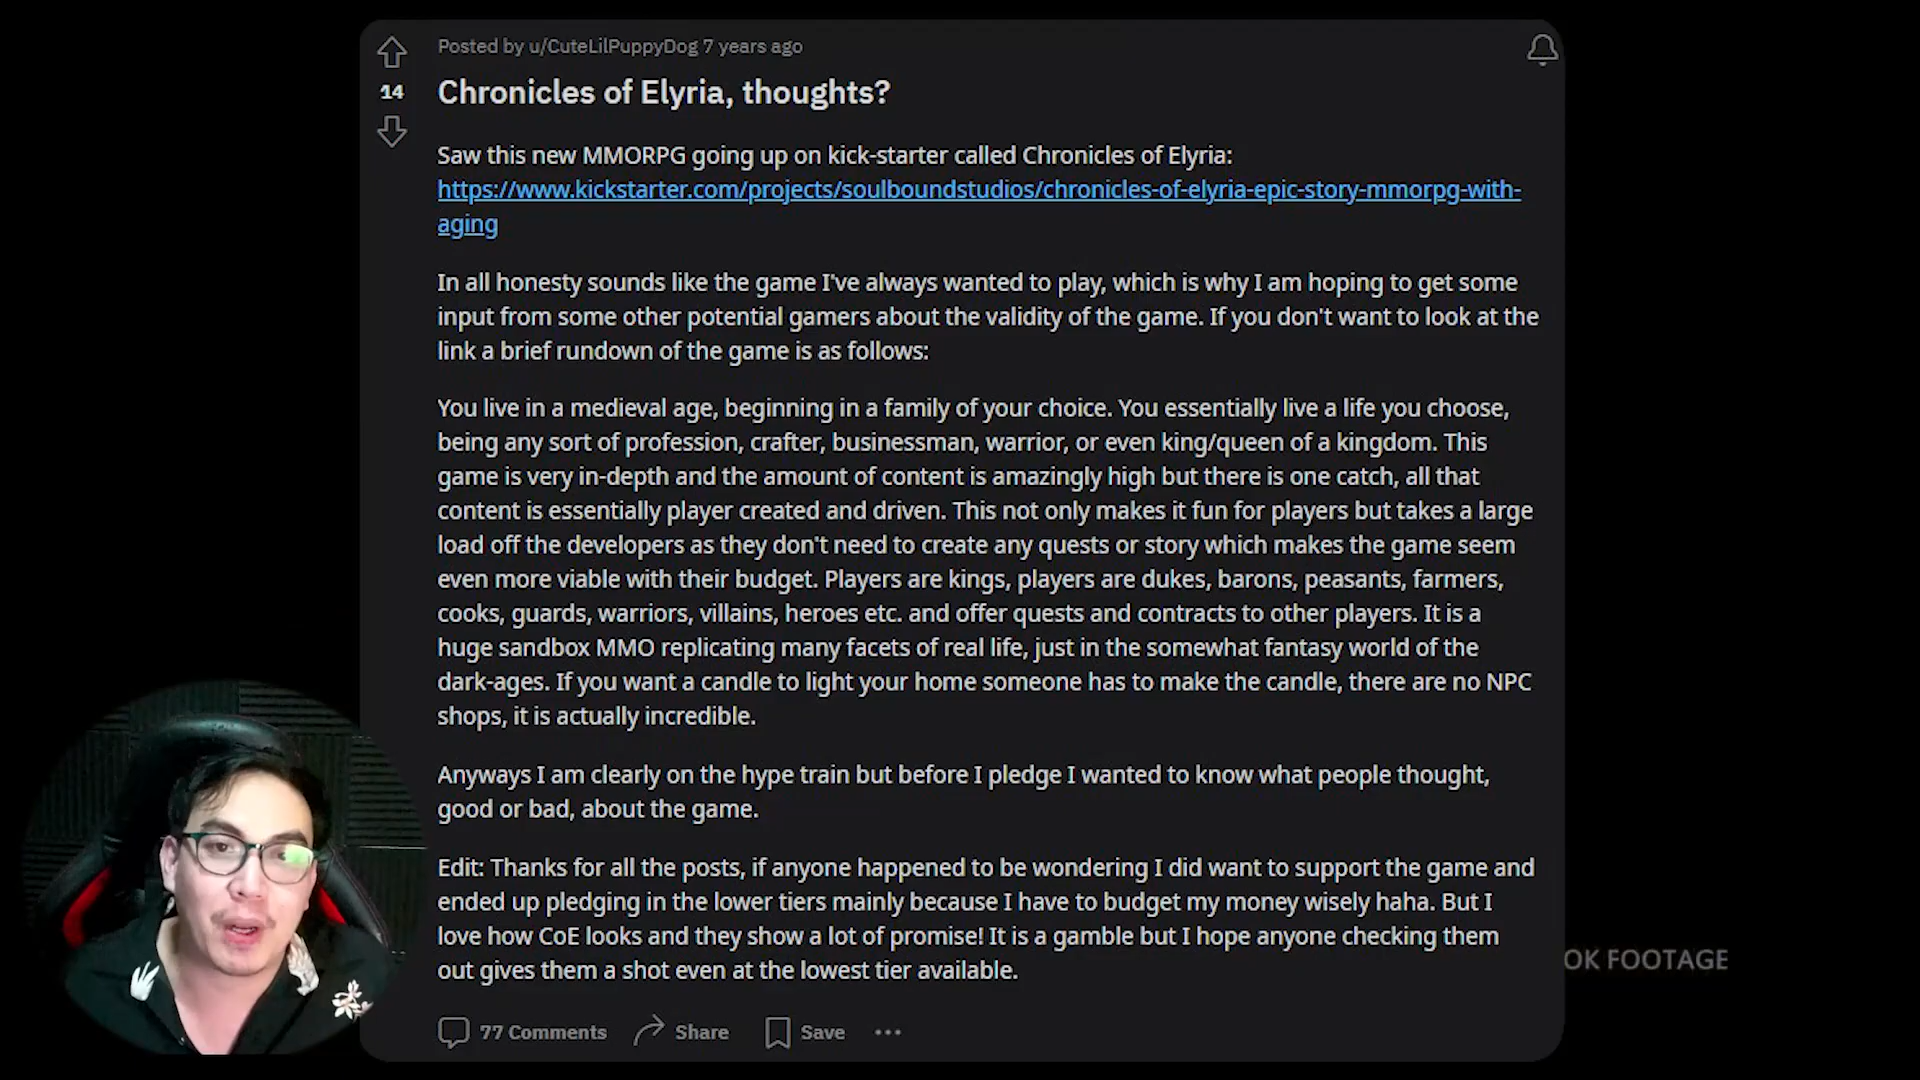 Posted by u/CuteLilPuppyDog 7 years ago
14
Chronicles of Elyria, thoughts?
Saw this new MMORPG going up on kick-starter called Chronicles of Elyria:
https://www.kickstarter.com/projects/soulboundstudios/chronicles-of-elyria-epic-story-mmorpg-with-
aging
In all honesty sounds like the game I've always wanted to play, which is why I am hoping to get some
input from some other potential gamers about the validity of the game. If you don't want to look at the
link a brief rundown of the game is as follows:
You live in a medieval age, beginning in a family of your choice. You essentially live a life you choose,
being any sort of profession, crafter, businessman, warrior, or even king/queen of a kingdom. This
game is very in-depth and the amount of content is amazingly high but there is one catch, all that
content is essentially player created and driven. This not only makes it fun for players but takes a large
load off the developers as they don't need to create any quests or story which makes the game seem
even more viable with their budget. Players are kings, players are dukes, barons, peasants, farmers,
cooks, guards, warriors, villains, heroes etc. and offer quests and contracts to other players. It is a
huge sandbox MMO replicating many facets of real life, just in the somewhat fantasy world of the
dark-ages. If you want a candle to light your home someone has to make the candle, there are no NPC
shops, it is actually incredible.
Anyways I am clearly on the hype train but before I pledge I wanted to know what people thought,
good or bad, about the game.
Edit: Thanks for all the posts, if anyone happened to be wondering I did want to support the game and
ended up pledging in the lower tiers mainly because I have to budget my money wisely haha. But I
love how CoE looks and they show a lot of promise! It is a gamble but I hope anyone checking them
out gives them a shot even at the lowest tier available.
OK FOOTAGE
77 Comments Share Save